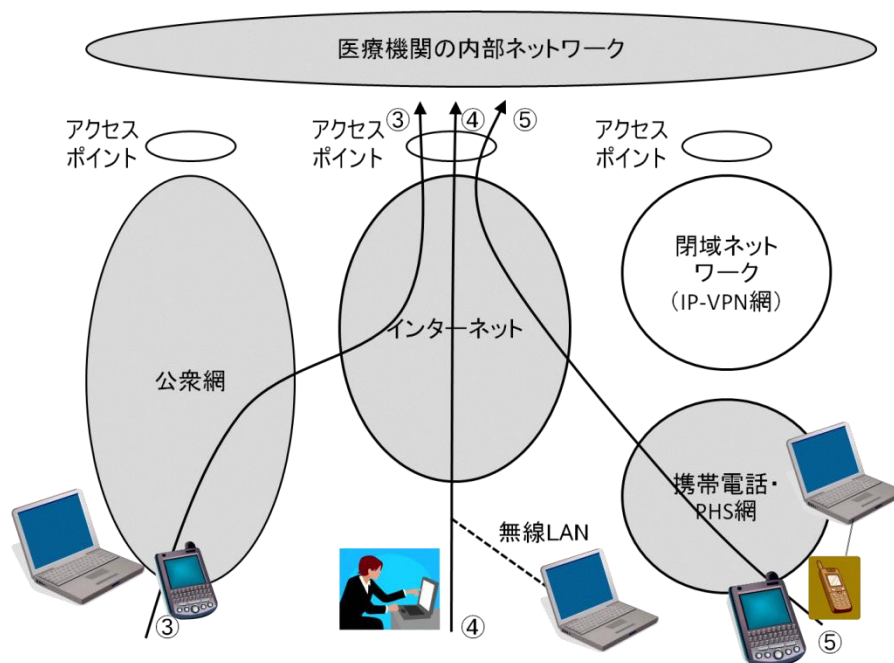 医療機関の内部ネットワーク
③
④
⑤
アクセス
ポイント
アクセス
ポイント
アクセス
ポイント
閉域ネット
ワーク
（IP-VPN網）
インターネット
公衆網
携帯電話・
PHS網
無線LAN
③
④
⑤